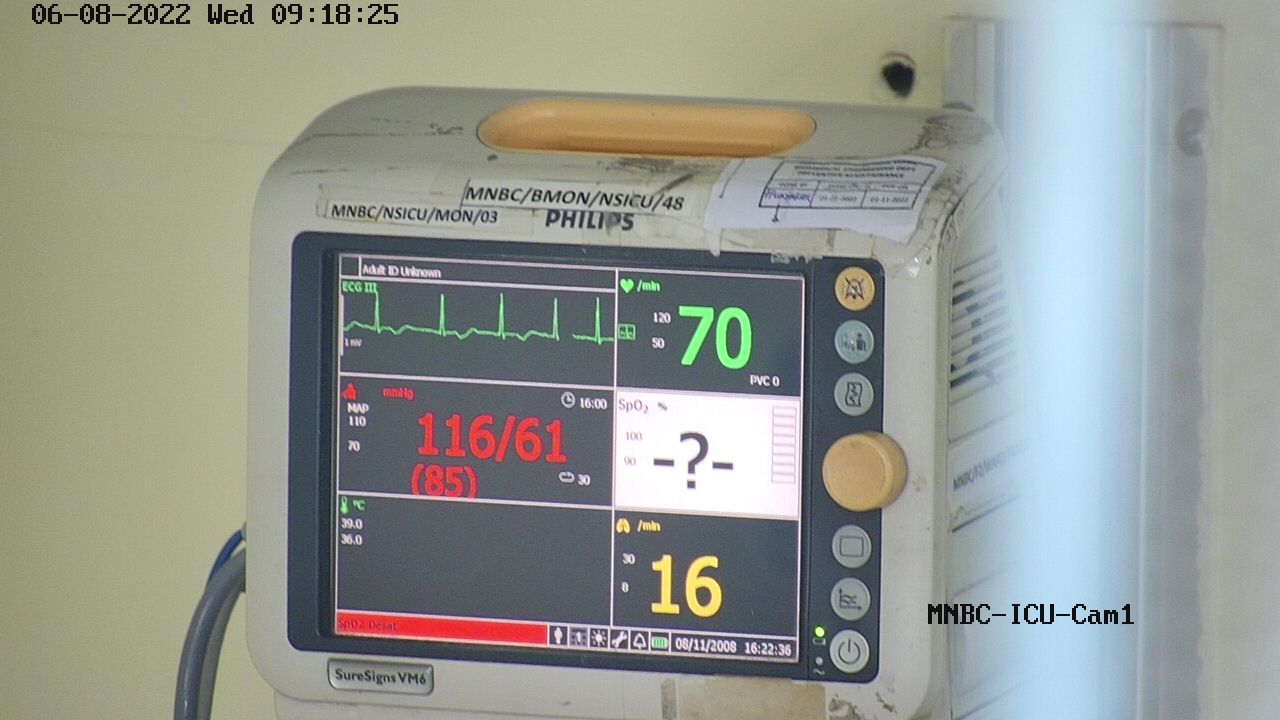 06-08-2022 Wed 09:18:25
MNBC/BMON/NSICU/48
MNBC/NSICU/MON/03
PHILIPS
Adult ID Unknown
ECG III
1 mV
/min
120
50
70
PVC 0
mmHg
16:00
MAP
110
70
116/61
(85)
30
SpO2 %
100
90
-?-
°C
39.0
36.0
/min
30
8
16
SpO2 Desat
08/11/2008 16:22:36
SureSigns VM6
MNBC-ICU-Cam1